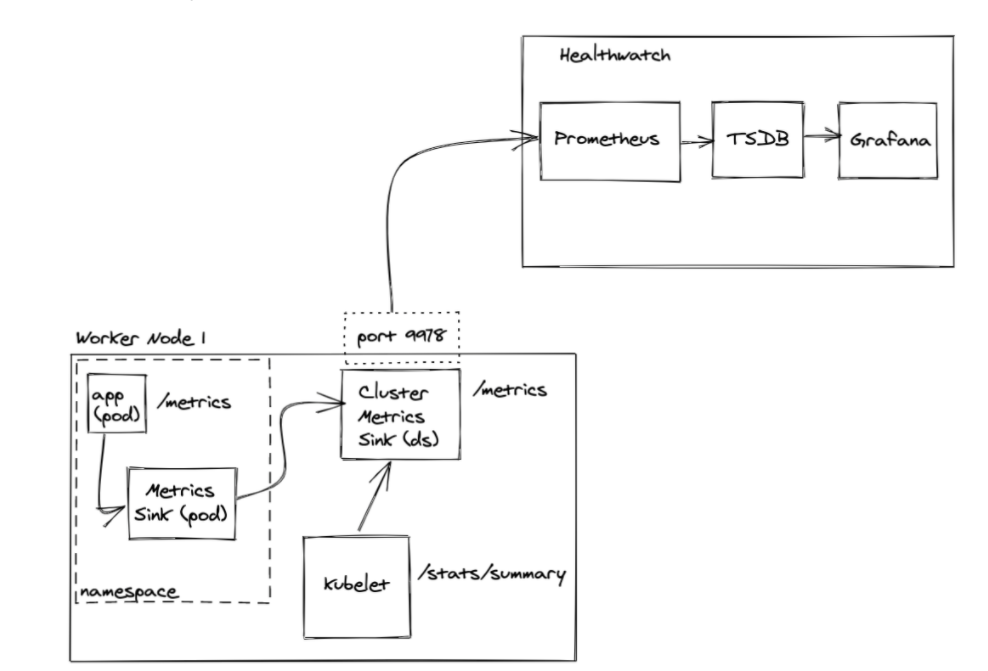 Healthwatch
Prometheus
TSDB
Grafana
port 9978
Worker Node 1
app
(pod)
/metrics
Cluster
Metrics
Sink (ds)
/metrics
Metrics
Sink (pod)
namespace
Kubelet
/stats/summary